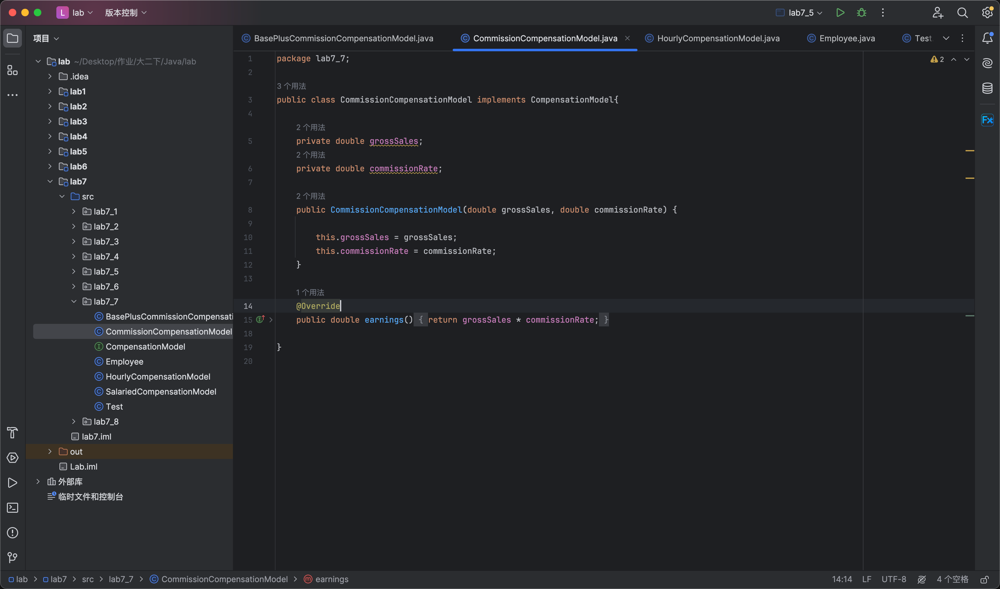 L lab 版本控制 lab7_5
项目
BasePlusCommissionCompensationModel.java CommissionCompensationModel.java HourlyCompensationModel.java Employee.java Test
lab ~/Desktop/作业/大二下/Java/lab
.idea
lab1
lab2
lab3
lab4
lab5
lab6
lab7
src
lab7_1
lab7_2
lab7_3
lab7_4
lab7_5
lab7_6
lab7_7
BasePlusCommissionCompensati
CommissionCompensationModel
CompensationModel
Employee
HourlyCompensationModel
SalariedCompensationModel
Test
lab7_8
lab7.iml
out
Lab.iml
外部库
临时文件和控制台
2
1 package lab7_7;
2
3 个用法
3 public class CommissionCompensationModel implements CompensationModel{
4
2 个用法
5 private double grossSales;
2 个用法
6 private double commissionRate;
7
2 个用法
8 public CommissionCompensationModel(double grossSales, double commissionRate) {
9
10 this.grossSales = grossSales;
11 this.commissionRate = commissionRate;
12 }
13
1 个用法
14 @Override
15 public double earnings() { return grossSales * commissionRate; }
18
19 }
20
Fx
lab lab7 src lab7_7 CommissionCompensationModel earnings
14:14 LF UTF-8 4 个空格